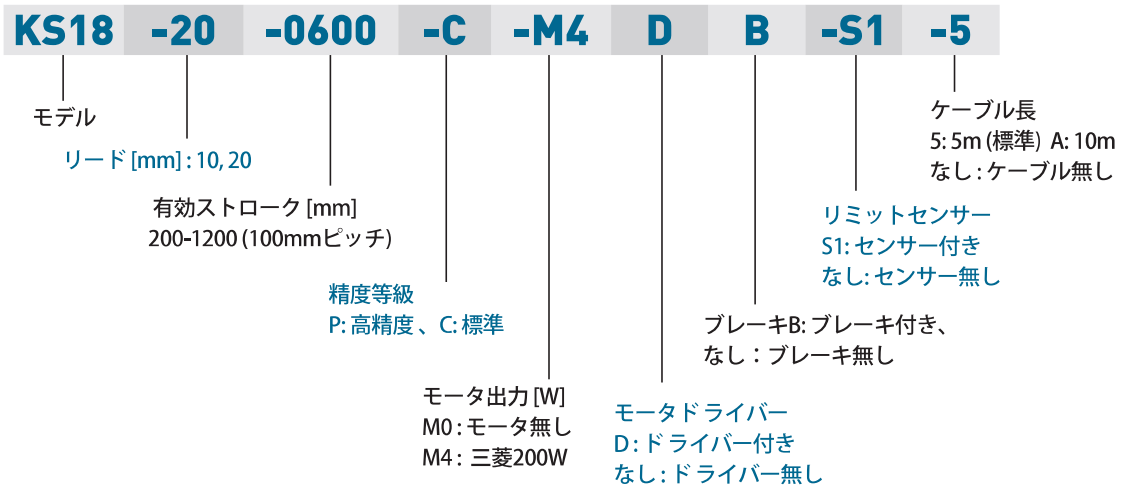 KS18 -20 -0600 -C -M4 D B -S1 -5
モデル
リード [mm] : 10, 20
有効ストローク [mm]
200-1200 (100mmピッチ)
精度等級
P: 高精度 、C: 標準
モータ出力 [W]
M0 : モータ無し
M4 : 三菱200W
モータドライバー
D : ドライバー付き
なし : ドライバー無し
ブレーキB: ブレーキ付き、
なし : ブレーキ無し
リミットセンサー
S1: センサー付き
なし: センサー無し
ケーブル長
5: 5m (標準) A: 10m
なし : ケーブル無し